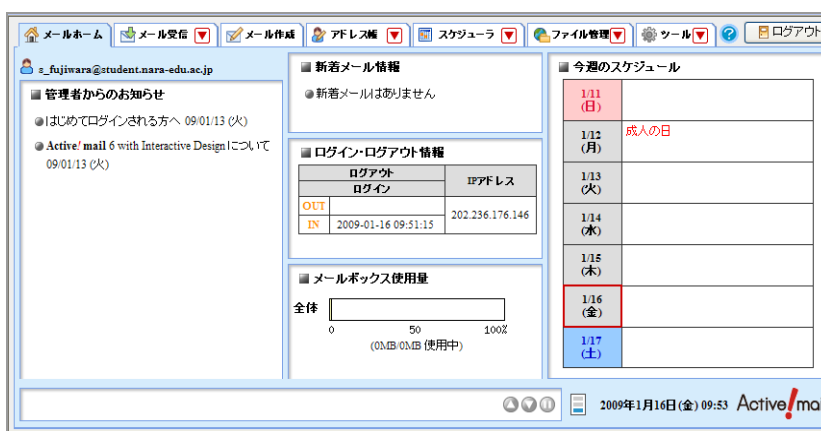 メールホーム メール受信 メール作成 アドレス帳 スケジューラ ファイル管理 ツール ? ログアウト
s_fujiwara@student.nara-edu.ac.jp
管理者からのお知らせ
はじめてログインされる方へ 09/01/13 (火)
Active! mail 6 with Interactive Designについて
09/01/13 (火)
新着メール情報
新着メールはありません
ログイン・ログアウト情報
ログアウト
ログイン
IPアドレス
OUT
IN 2009-01-16 09:51:15
202.236.176.146
メールボックス使用量
全体
0 50 100%
(0MB/0MB 使用中)
今週のスケジュール
1/11
(日)
1/12
(月)
成人の日
1/13
(火)
1/14
(水)
1/15
(木)
1/16
(金)
1/17
(土)
2009年1月16日(金) 09:53 Active! mai